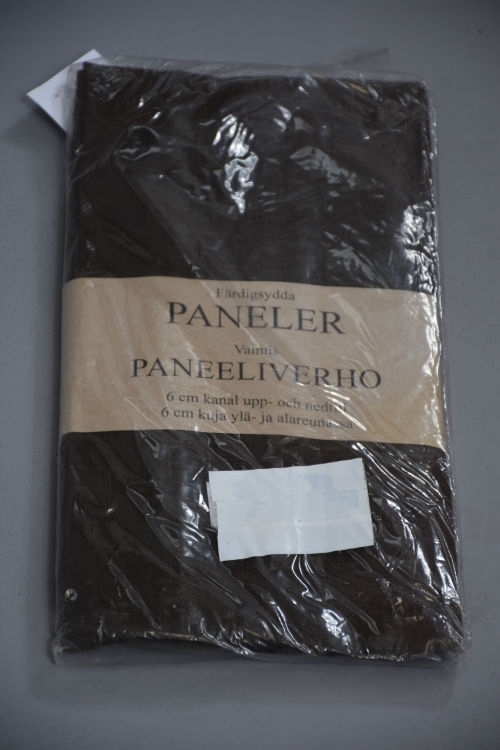 Färdigsydda
PANELER
Valmis
PANEELIVERHO
6 cm kanal upp- och nedtill
6 cm kuja ylä- ja alareunassa